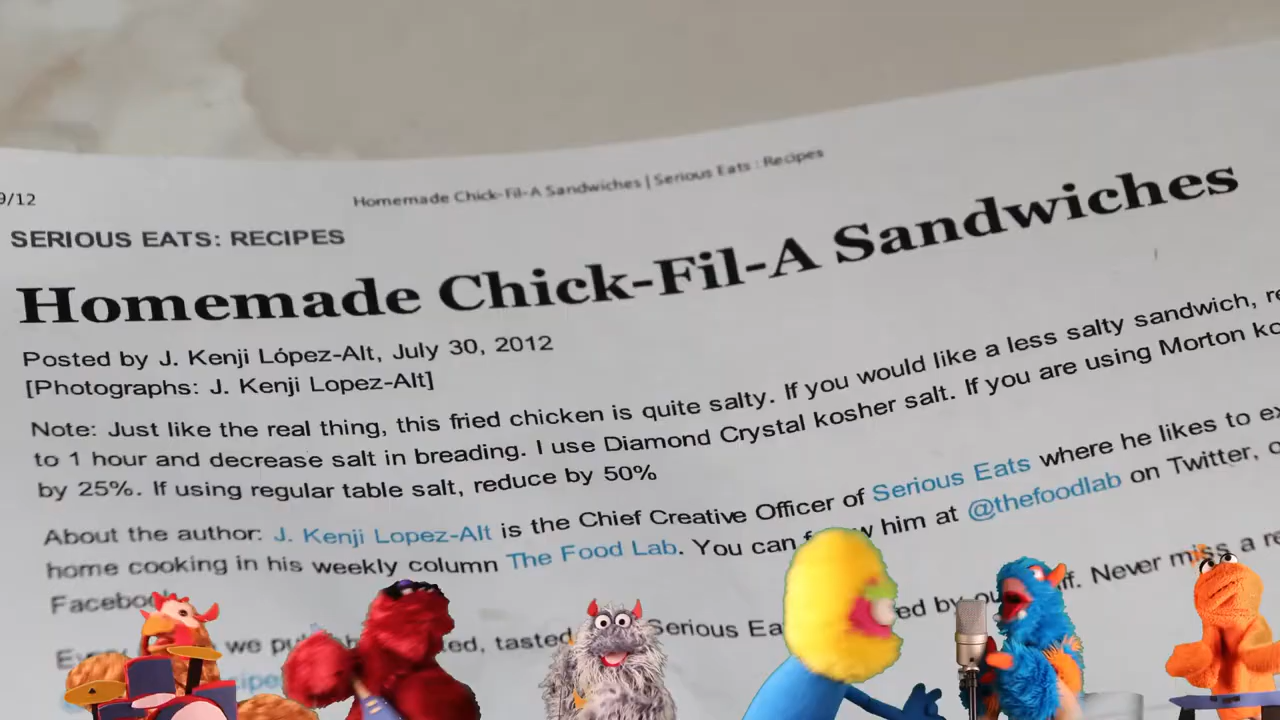 9/12
Homemade Chick-Fil-A Sandwiches | Serious Eats : Recipes
SERIOUS EATS: RECIPES
Homemade Chick-Fil-A Sandwiches
Posted by J. Kenji López-Alt, July 30, 2012
[Photographs: J. Kenji Lopez-Alt]
Note: Just like the real thing, this fried chicken is quite salty. If you would like a less salty sandwich,
to 1 hour and decrease salt in breading. I use Diamond Crystal kosher salt. If you are using Morton
by 25%. If using regular table salt, reduce by 50%
About the author: J. Kenji Lopez-Alt is the Chief Creative Officer of Serious Eats where he likes to
home cooking in his weekly column The Food Lab. You can him at @thefoodlab on Twitter,
we tasted Serious by Never miss a